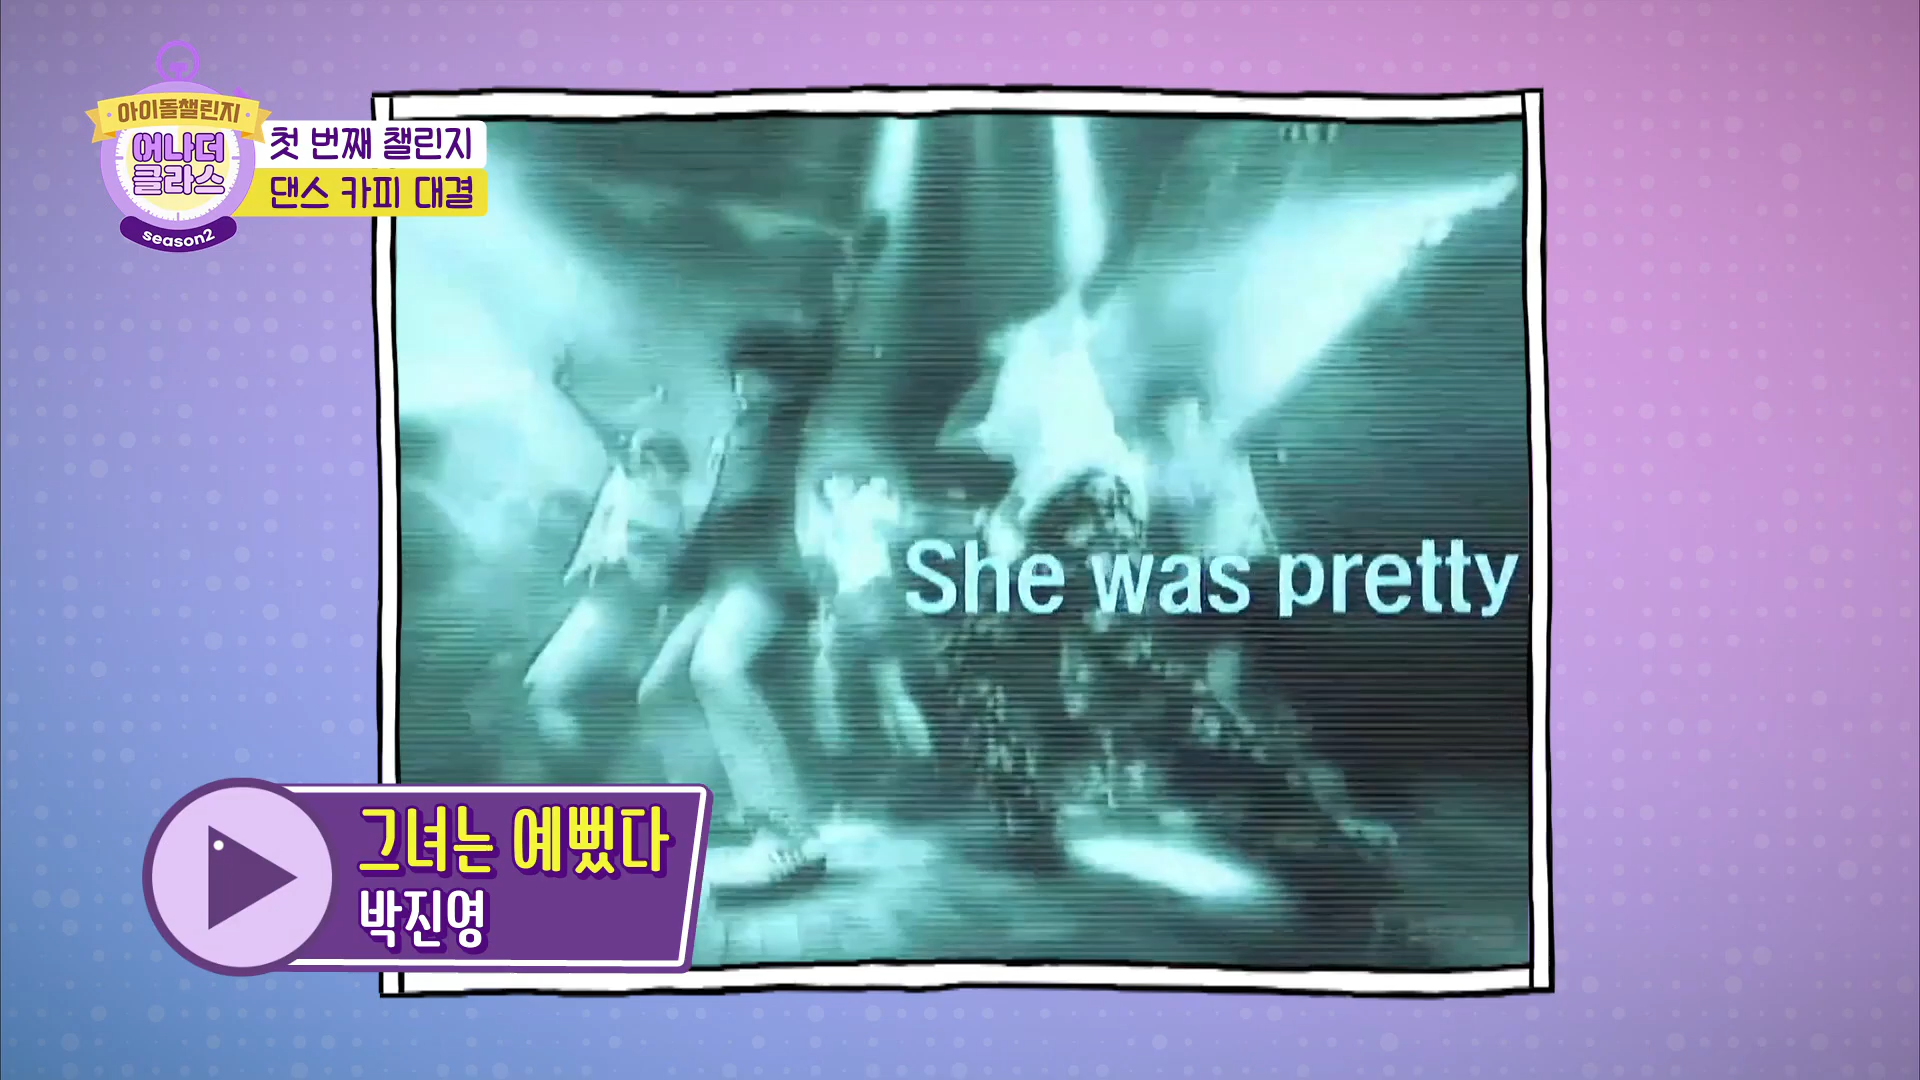 아이돌챌린지
어나더
클라스
season2
첫 번째 챌린지
댄스 카피 대결
She was pretty
그녀는 예뻤다
박진영